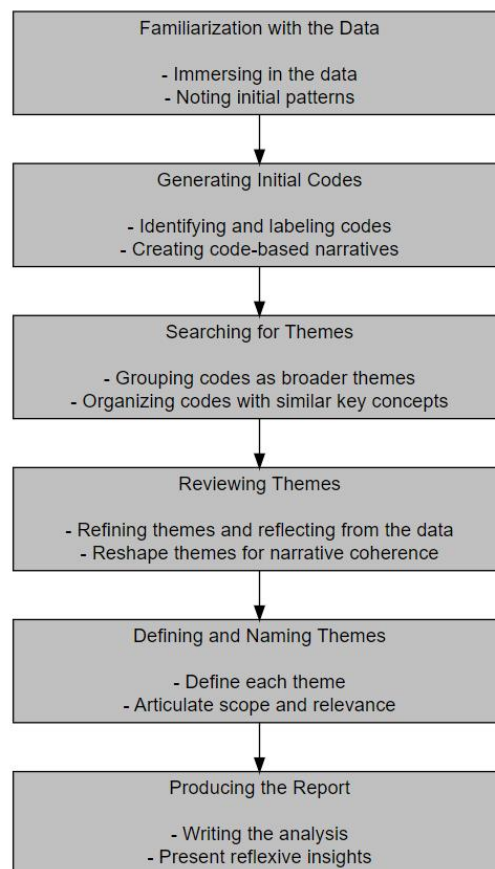 Familiarization with the Data
- Immersing in the data
- Noting initial patterns
Generating Initial Codes
- Identifying and labeling codes
- Creating code-based narratives
Searching for Themes
- Grouping codes as broader themes
- Organizing codes with similar key concepts
Reviewing Themes
- Refining themes and reflecting from the data
- Reshape themes for narrative coherence
Defining and Naming Themes
- Define each theme
- Articulate scope and relevance
Producing the Report
- Writing the analysis
- Present reflexive insights